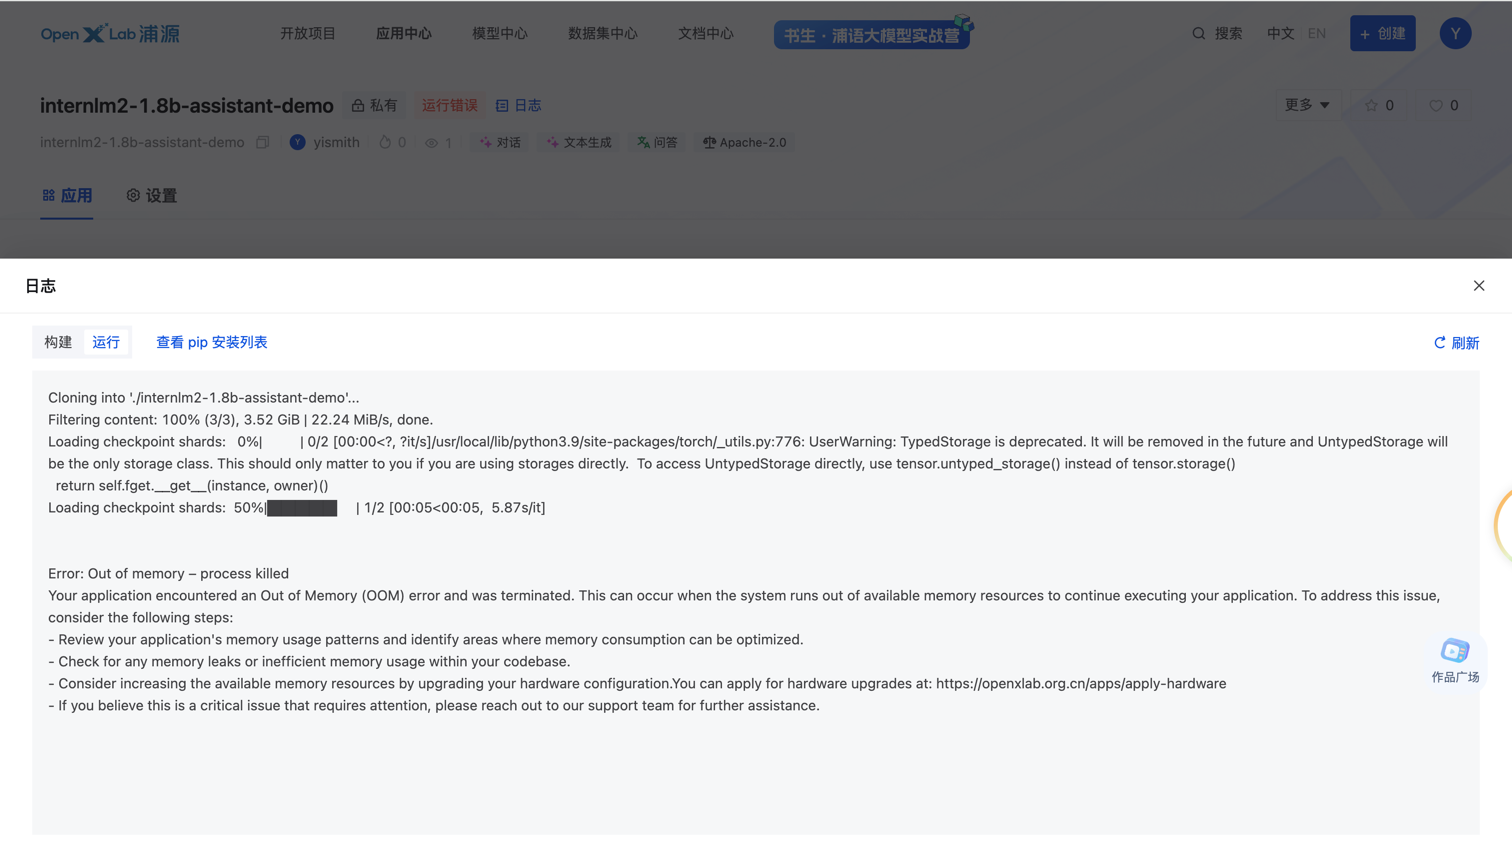 OpenXLab浦源
开放项目 应用中心 模型中心 数据集中心 文档中心 书生·浦语大模型实战营 搜索 中文 EN + 创建 Y
internlm2-1.8b-assistant-demo 私有 运行错误 日志 更多 0 0
internlm2-1.8b-assistant-demo Y yismith 0 1 对话 文本生成 问答 Apache-2.0
应用 设置
日志
构建 运行 查看 pip 安装列表 刷新
Cloning into './internlm2-1.8b-assistant-demo'...
Filtering content: 100% (3/3), 3.52 GiB | 22.24 MiB/s, done.
Loading checkpoint shards: 0%| | 0/2 [00:00<?, ?it/s]/usr/local/lib/python3.9/site-packages/torch/_utils.py:776: UserWarning: TypedStorage is deprecated. It will be removed in the future and UntypedStorage will
be the only storage class. This should only matter to you if you are using storages directly. To access UntypedStorage directly, use tensor.untyped_storage() instead of tensor.storage()
return self.fget.__get__(instance, owner)()
Loading checkpoint shards: 50%|███████ | 1/2 [00:05<00:05, 5.87s/it]
Error: Out of memory – process killed
Your application encountered an Out of Memory (OOM) error and was terminated. This can occur when the system runs out of available memory resources to continue executing your application. To address this issue,
consider the following steps:
- Review your application's memory usage patterns and identify areas where memory consumption can be optimized.
- Check for any memory leaks or inefficient memory usage within your codebase.
- Consider increasing the available memory resources by upgrading your hardware configuration.You can apply for hardware upgrades at: https://openxlab.org.cn/apps/apply-hardware
- If you believe this is a critical issue that requires attention, please reach out to our support team for further assistance.
作品广场